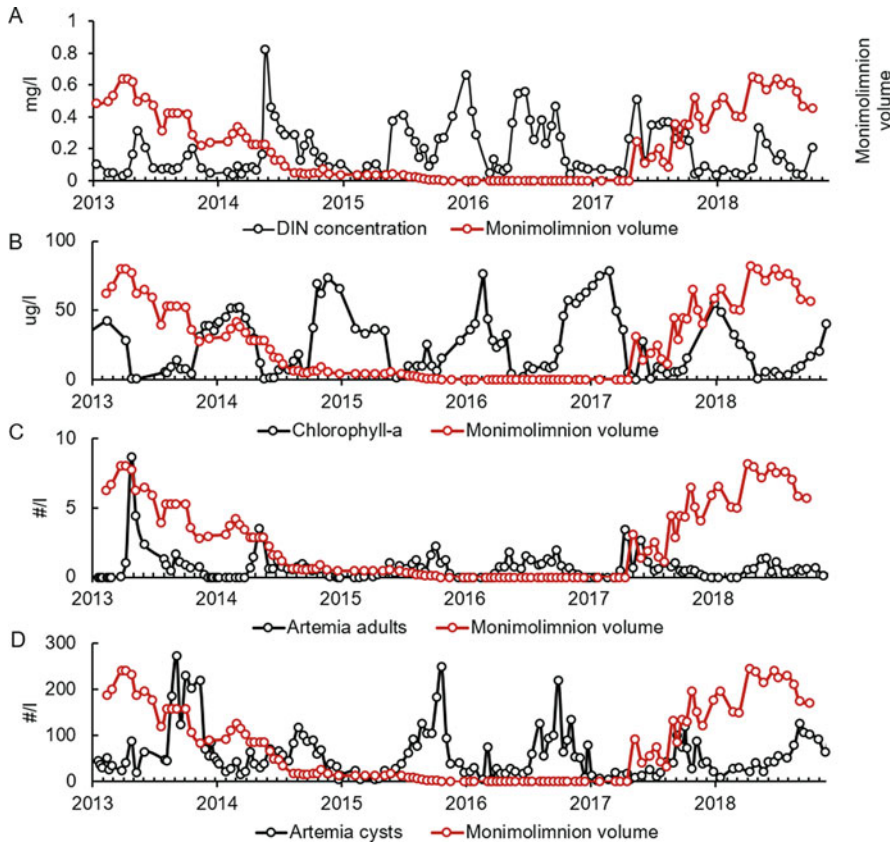 A
1
0.8
0.6
0.4
0.2
0
mg/l
Monimolimnion volume
2013 2014 2015 2016 2017 2018
DIN concentration Monimolimnion volume
B
100
50
0
ug/l
2013 2014 2015 2016 2017 2018
Chlorophyll-a Monimolimnion volume
C
10
5
0
#/l
2013 2014 2015 2016 2017 2018
Artemia adults Monimolimnion volume
D
300
200
100
0
#/l
2013 2014 2015 2016 2017 2018
Artemia cysts Monimolimnion volume